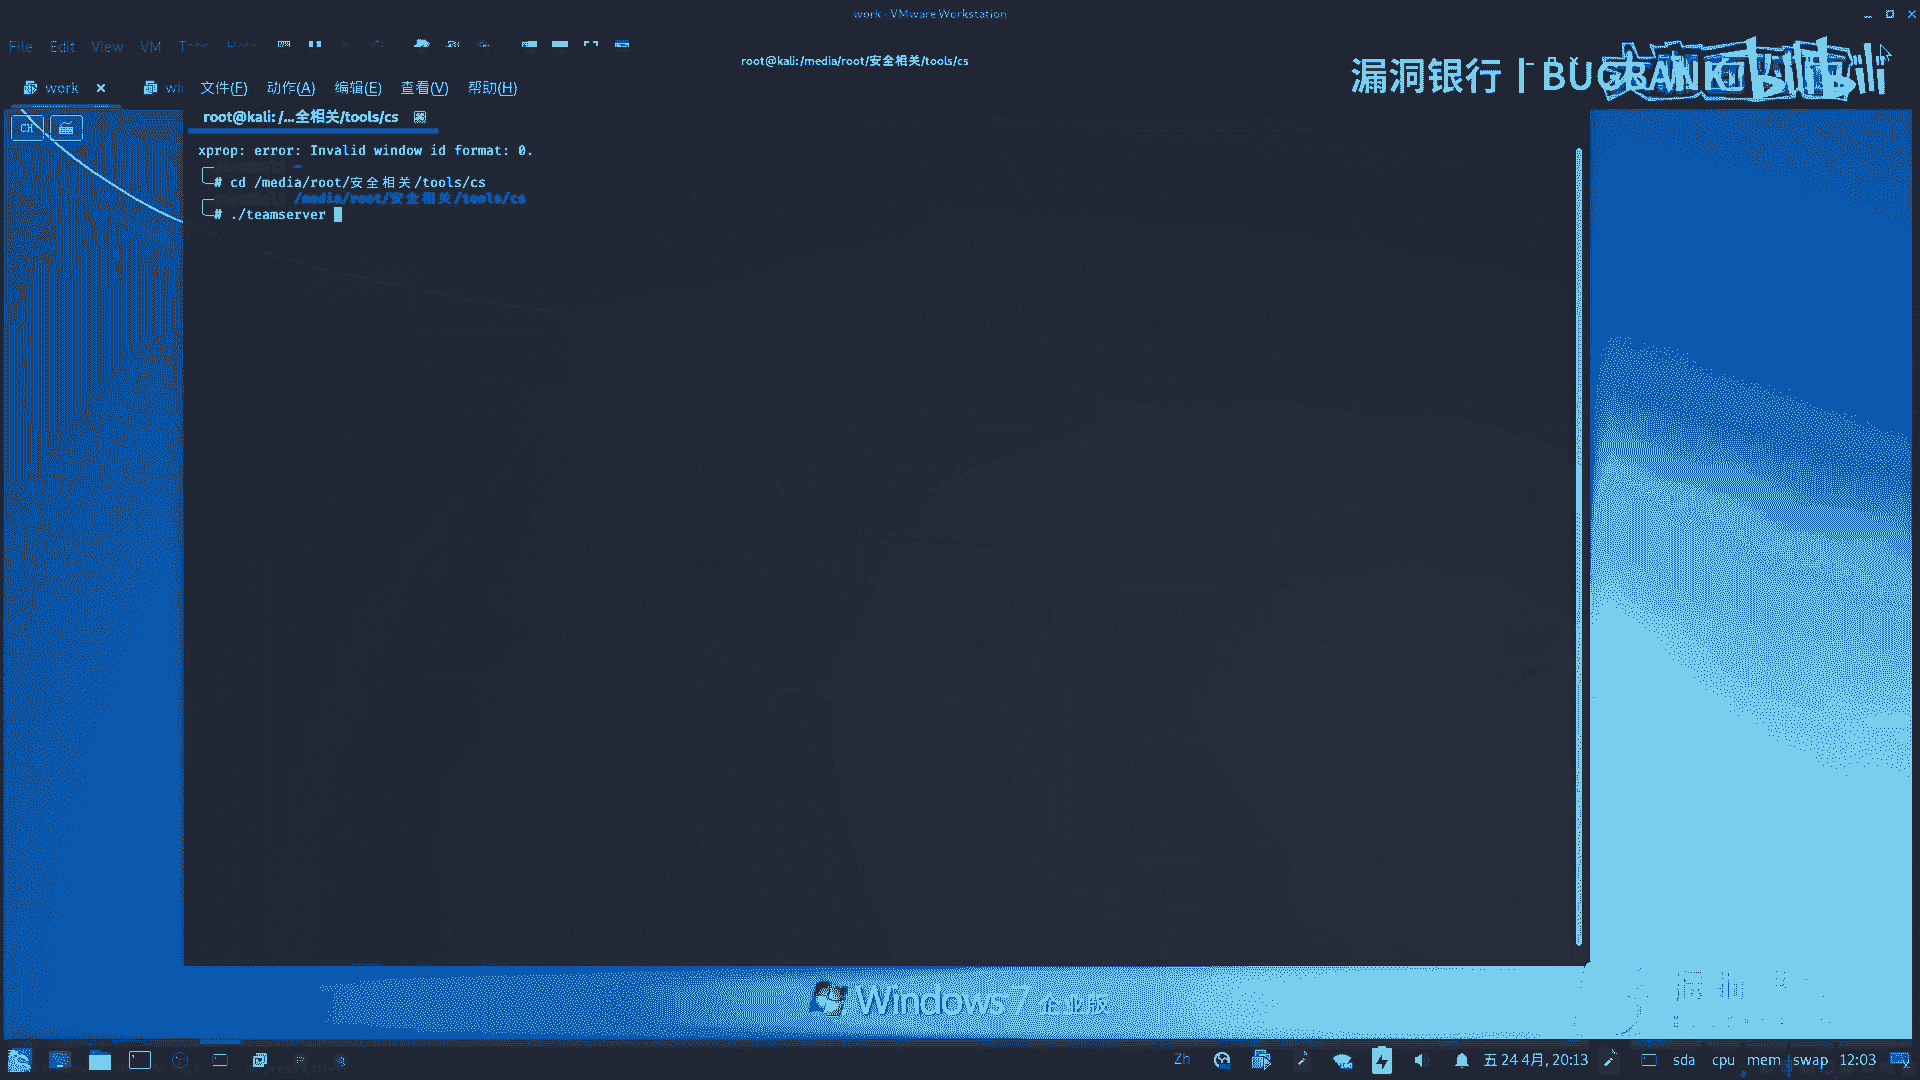 work - VMware Workstation
File Edit View VM Tabs Help
root@kali:/media/root/安全相关/tools/cs
漏洞银行丨BUGBANK
bilibili
work
文件(F) 动作(A) 编辑(E) 查看(V) 帮助(H)
root@kali: /...全相关/tools/cs
CH
xprop: error: Invalid window id format: 0.
# cd /media/root/安全相关/tools/cs
/media/root/安全相关/tools/cs
# ./teamserver
Windows 7 企业版
Zh
五 24 4月, 20:13
sda cpu mem swap 12:03